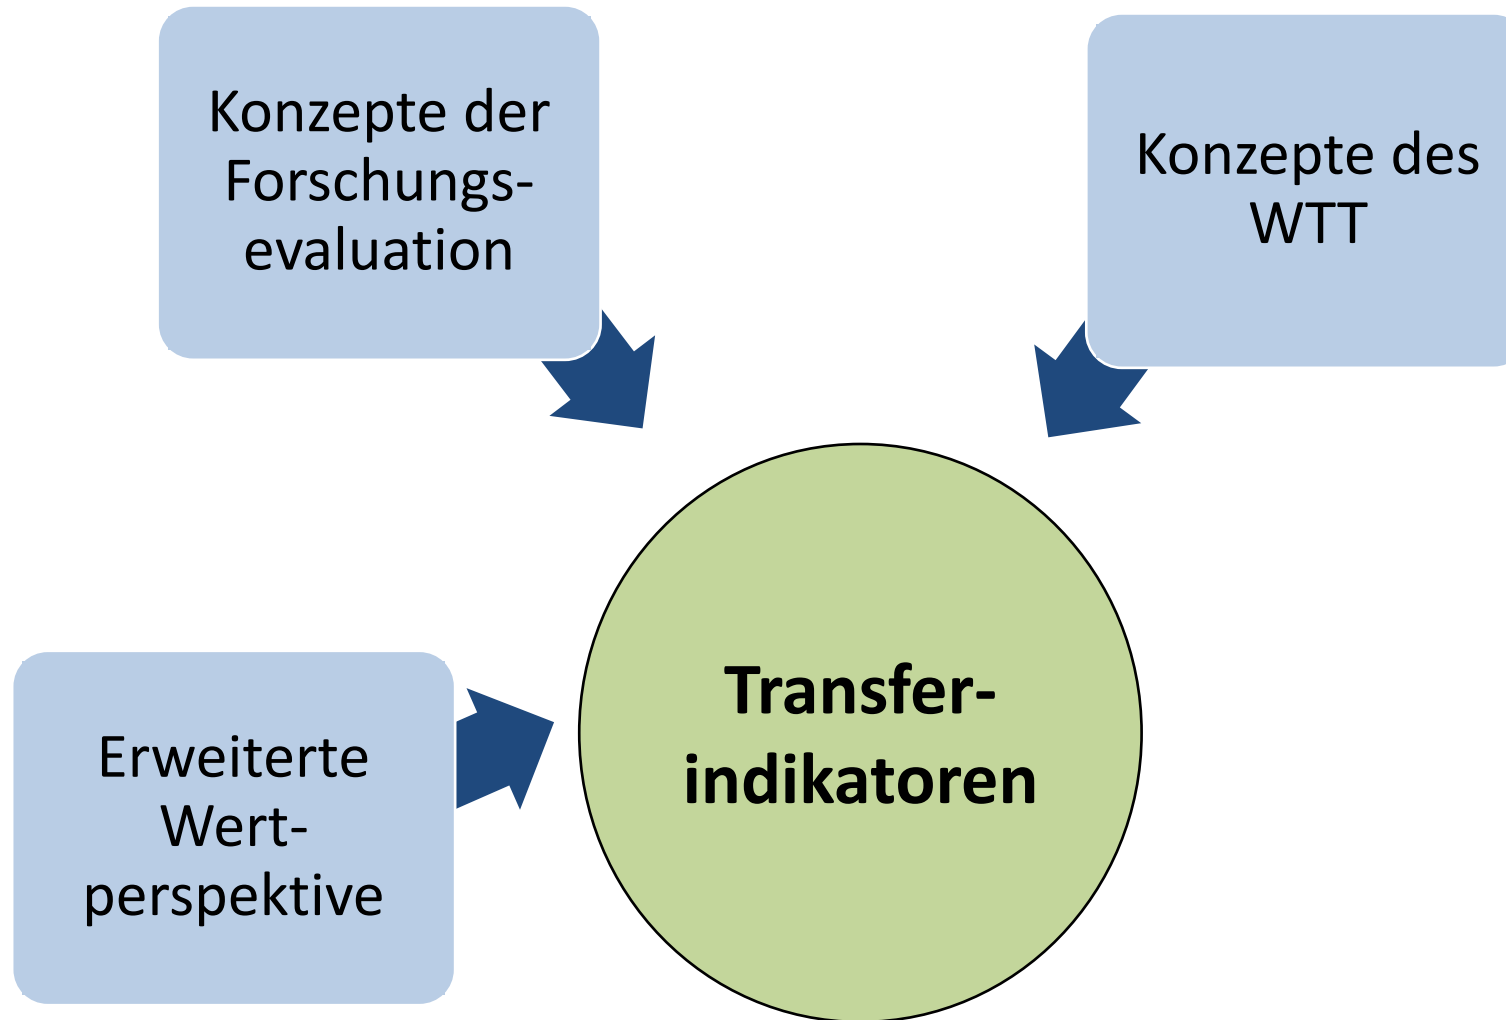 Konzepte der
Forschungs-
evaluation
Konzepte des
WTT
Transfer-
indikatoren
Erweiterte
Wert-
perspektive